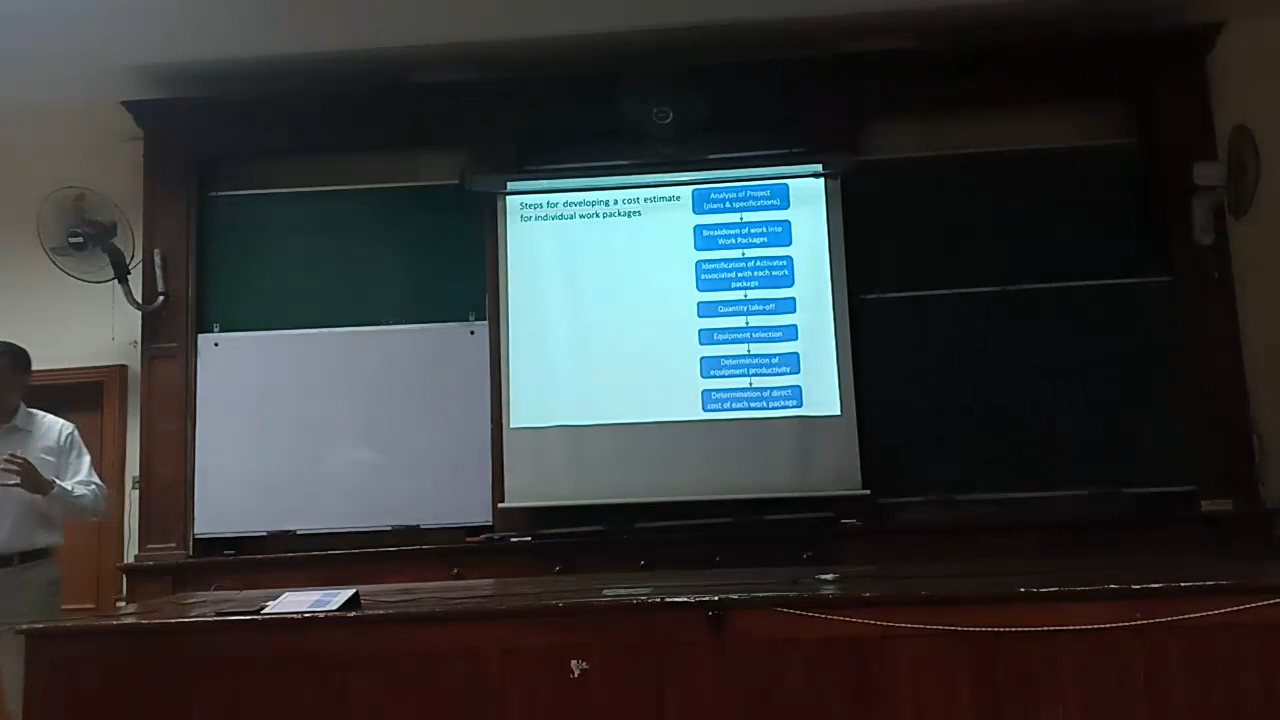 Steps for developing a cost estimate
for individual work packages
Analysis of Project
(plans & specifications)
Breakdown of work into
Work Packages
Identification of Activates
associated with each work
package
Quantity take-off
Equipment selection
Determination of
equipment productivity
Determination of direct
cost of each work package